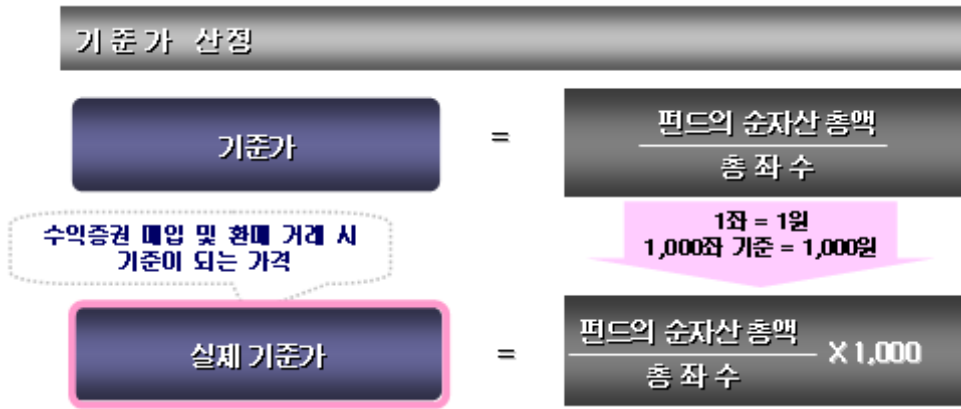 기준가 산정
기준가
=
펀드의 순자산 총액
총 좌 수
수익증권 매입 및 환매 거래 시
기준이 되는 가격
1좌 = 1원
1,000좌 기준 = 1,000원
실제 기준가
=
펀드의 순자산 총액
총 좌 수
X 1,000